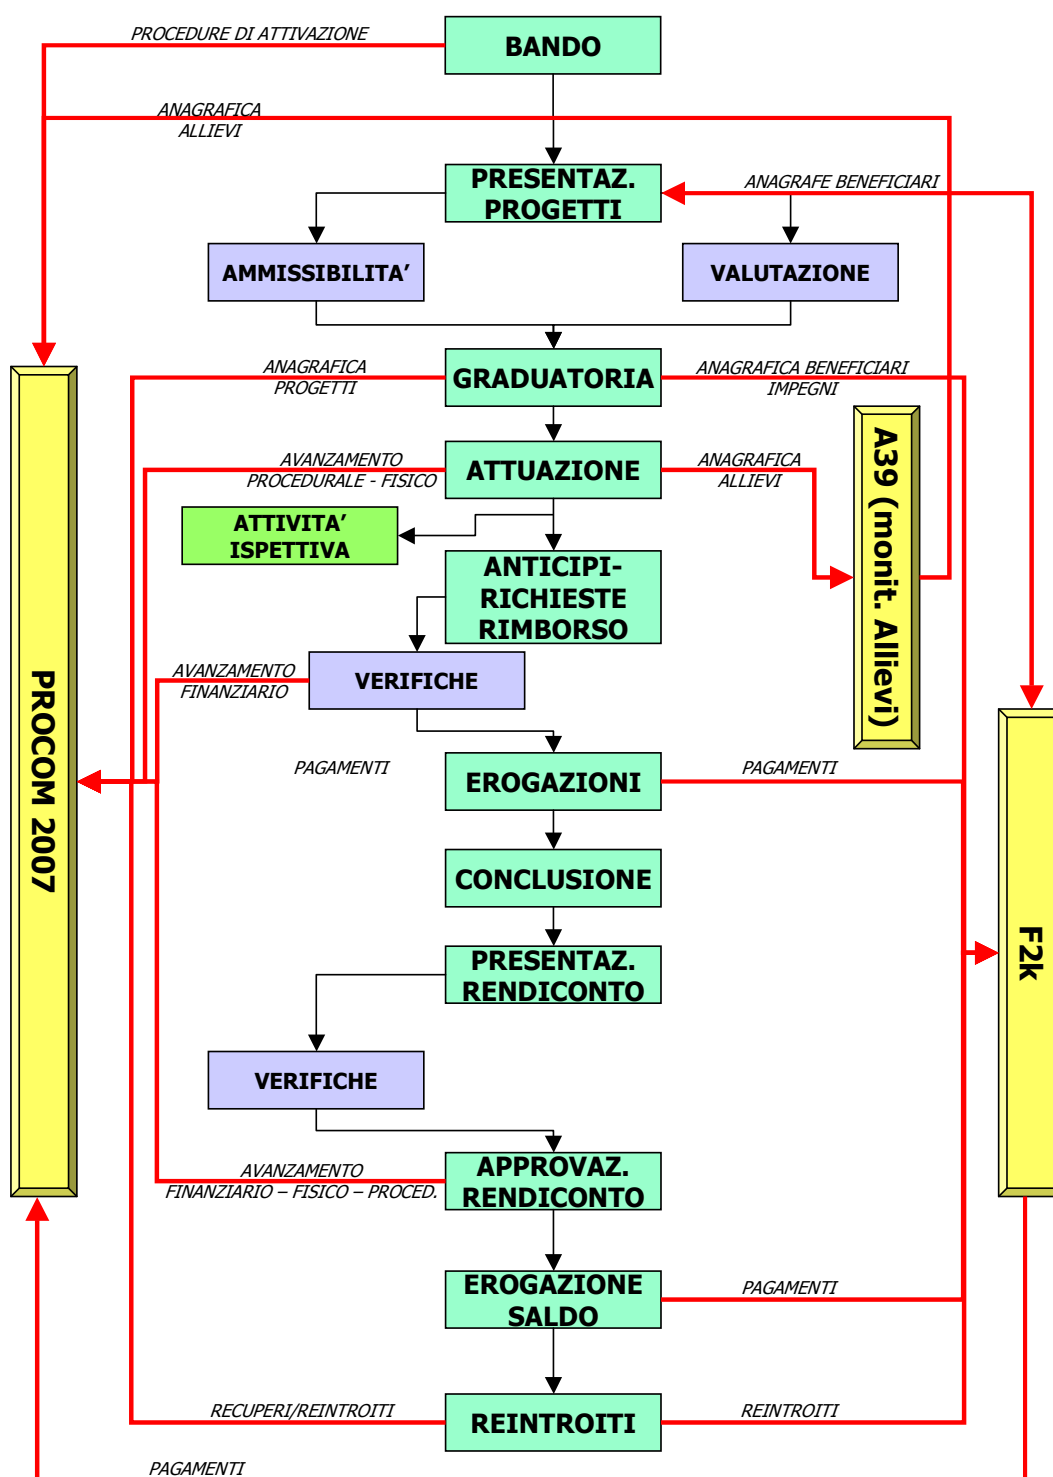 PROCEDURE DI ATTIVAZIONE
BANDO
ANAGRAFICA
ALLIEVI
PRESENTAZ.
PROGETTI
ANAGRAFE BENEFICIARI
AMMISSIBILITA’
VALUTAZIONE
ANAGRAFICA
PROGETTI
GRADUATORIA
ANAGRAFICA BENEFICIARI
IMPEGNI
AVANZAMENTO
PROCEDURALE - FISICO
ATTUAZIONE
ANAGRAFICA
ALLIEVI
A39 (monit. Allievi)
ATTIVITA’
ISPETTIVA
ANTICIPI-
RICHIESTE
RIMBORSO
AVANZAMENTO
FINANZIARIO
VERIFICHE
PROCOM 2007
PAGAMENTI
EROGAZIONI
PAGAMENTI
CONCLUSIONE
F2k
PRESENTAZ.
RENDICONTO
VERIFICHE
AVANZAMENTO
FINANZIARIO – FISICO – PROCED.
APPROVAZ.
RENDICONTO
EROGAZIONE
SALDO
PAGAMENTI
RECUPERI/REINTROITI
REINTROITI
REINTROITI
PAGAMENTI